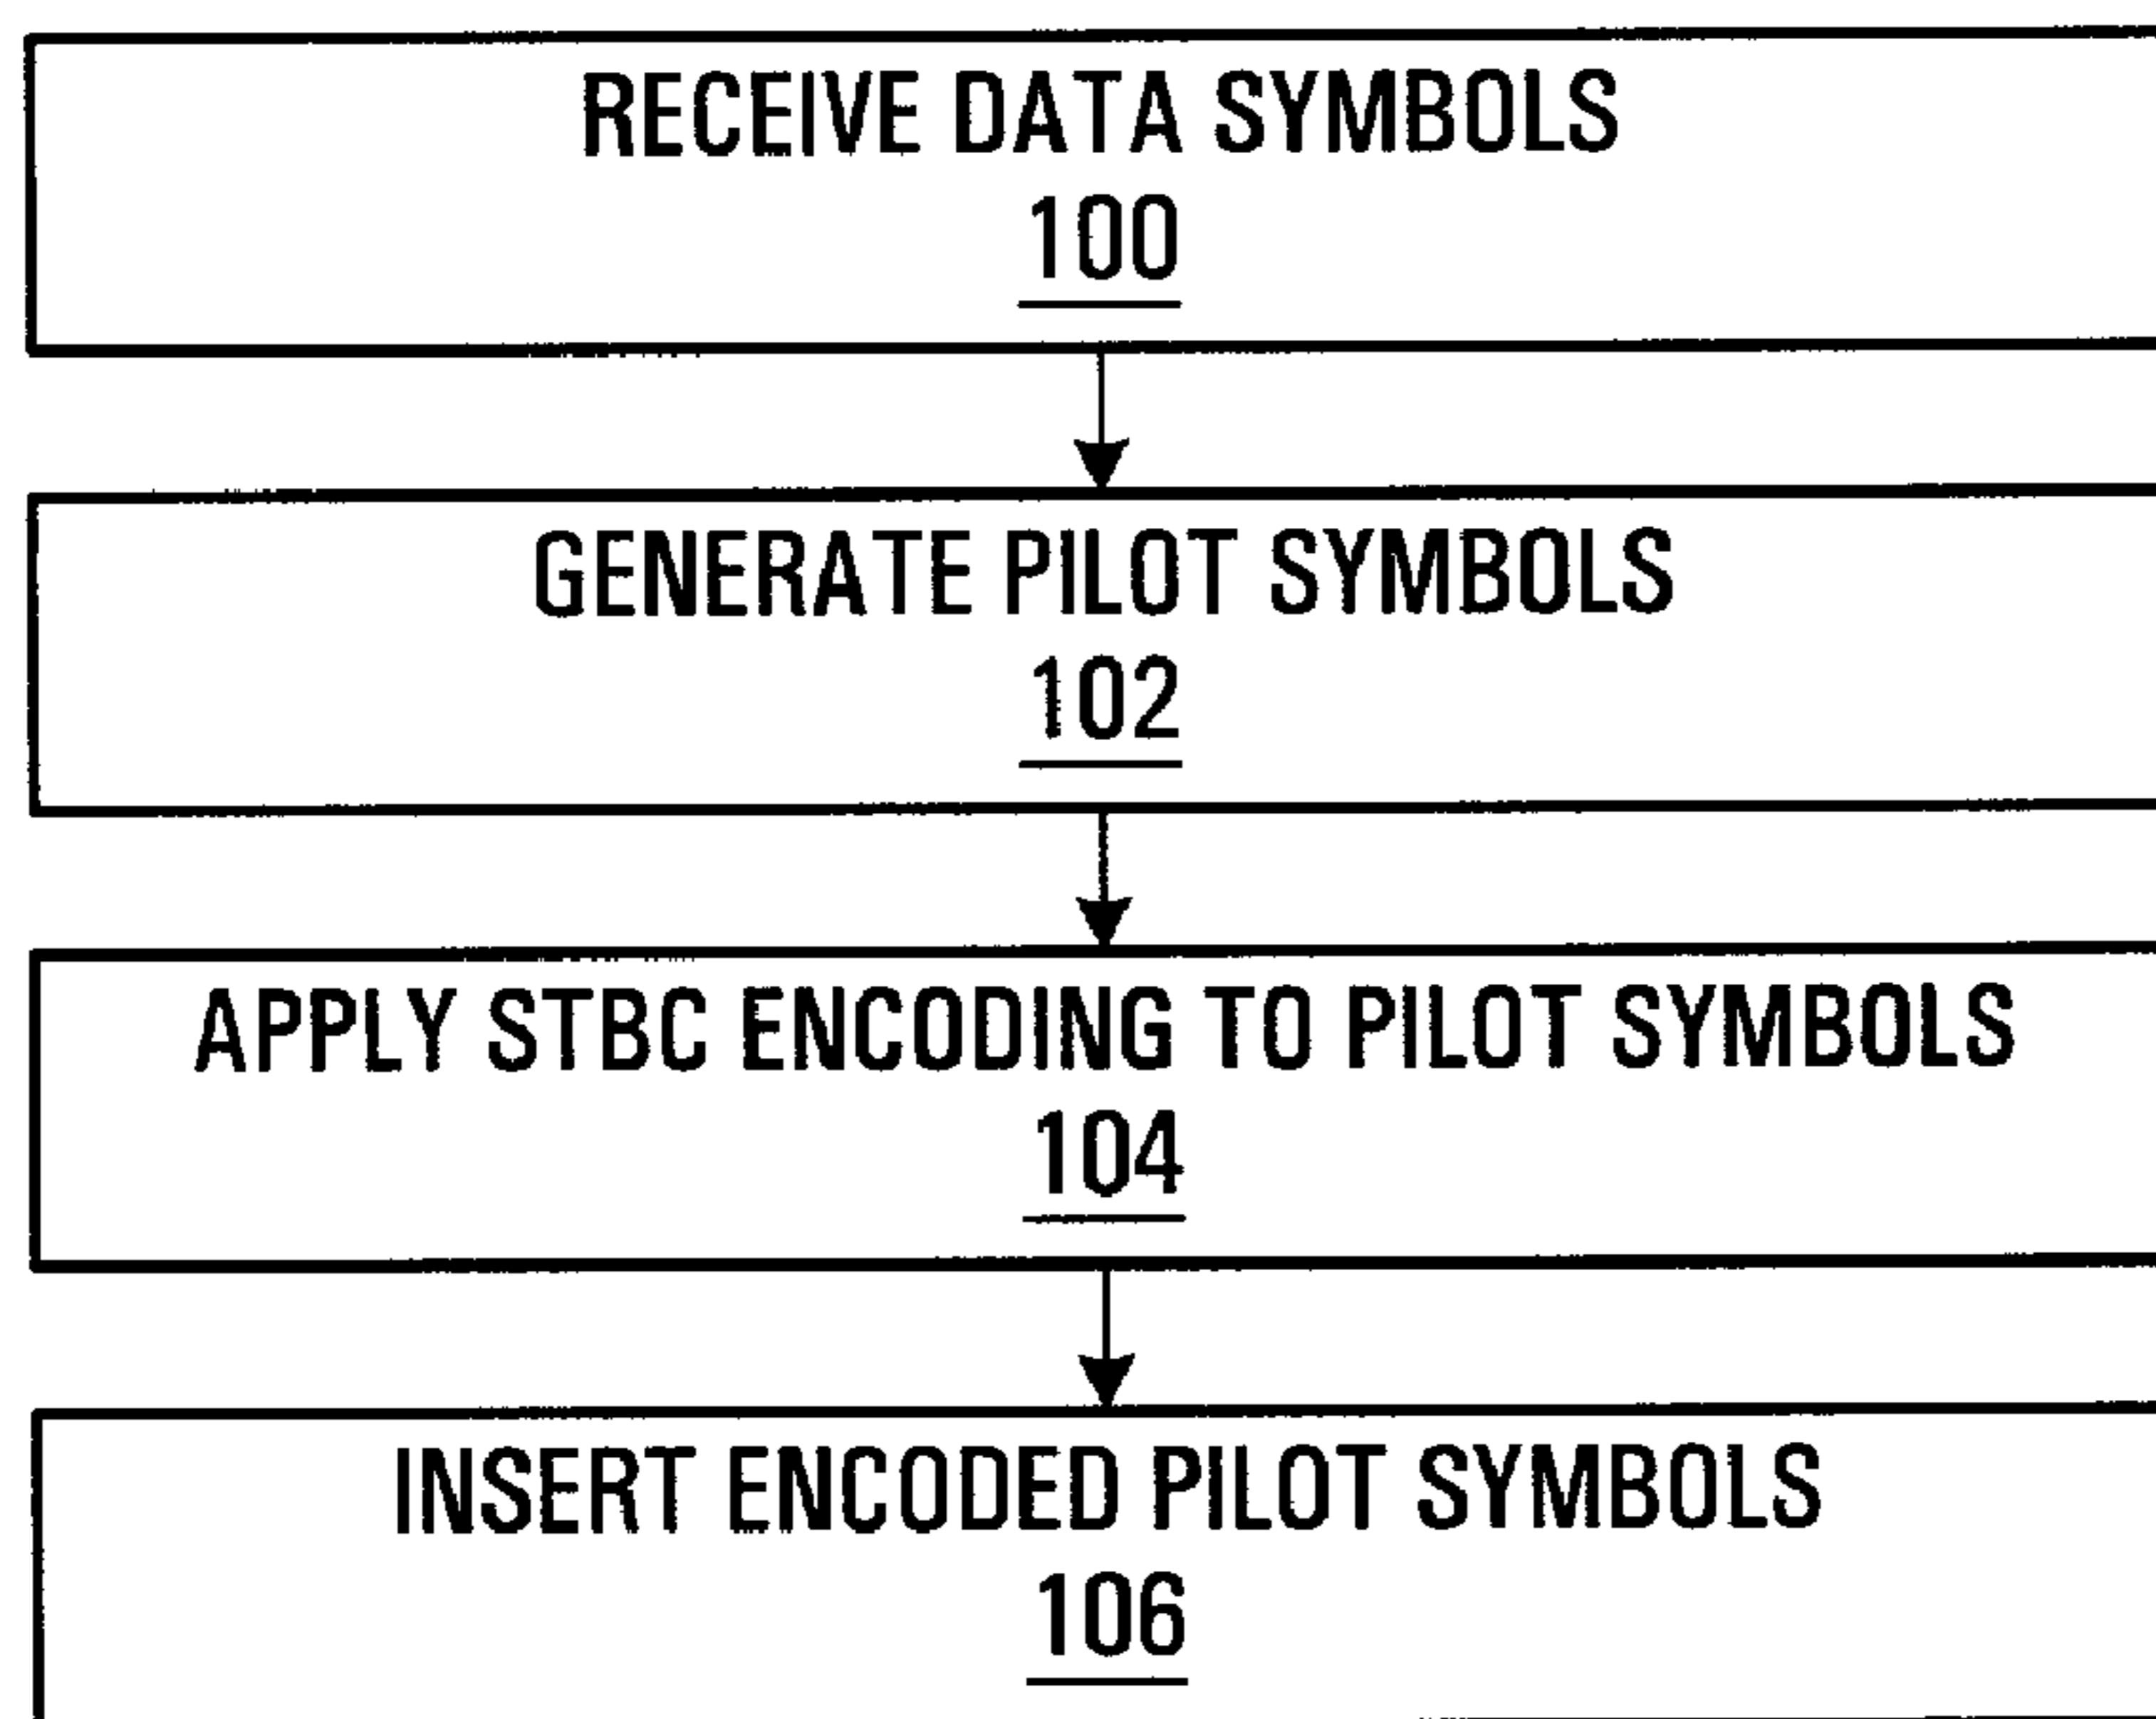 RECEIVE DATA SYMBOLS
100
GENERATE PILOT SYMBOLS
102
APPLY STBC ENCODING TO PILOT SYMBOLS
104
INSERT ENCODED PILOT SYMBOLS
106